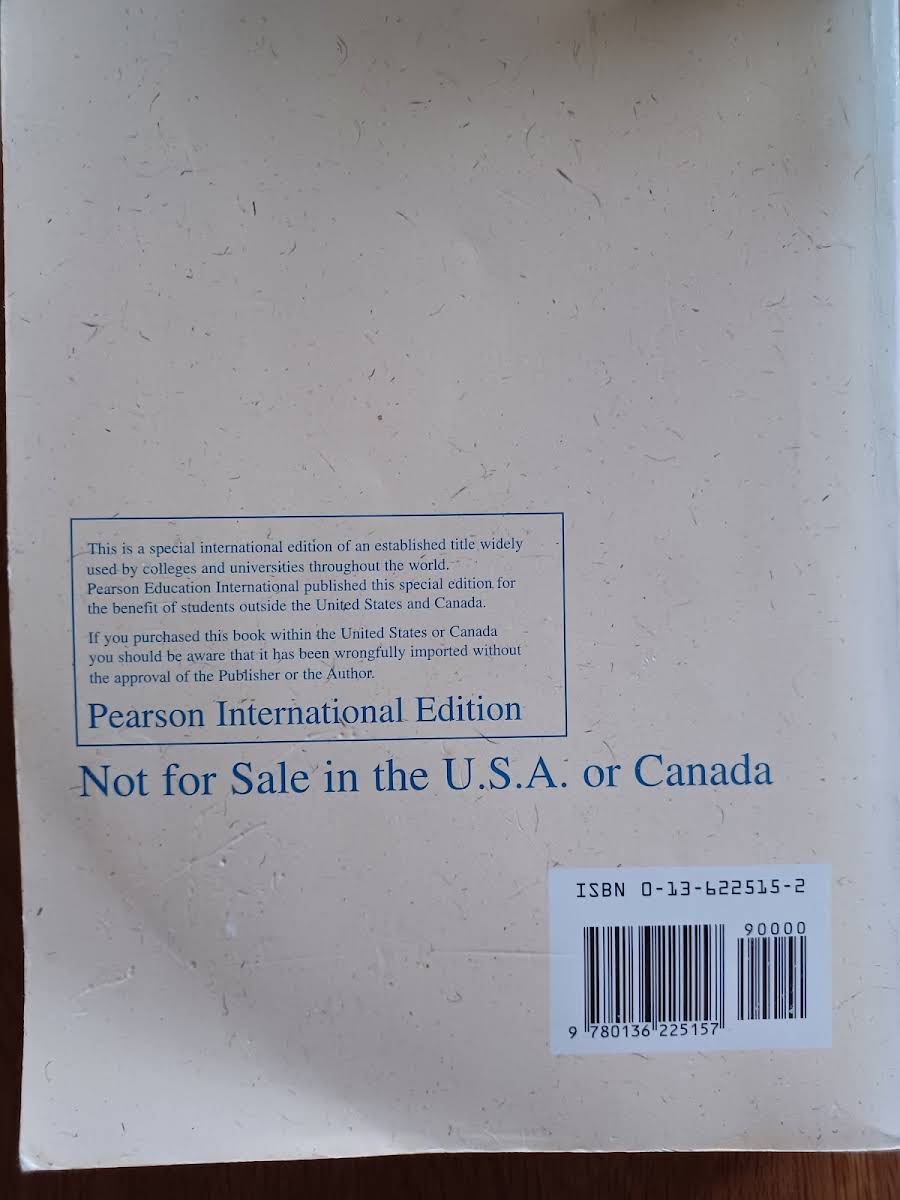 This is a special international edition of an established title widely
used by colleges and universities throughout the world.
Pearson Education International published this special edition for
the benefit of students outside the United States and Canada.
If you purchased this book within the United States or Canada
you should be aware that it has been wrongfully imported without
the approval of the Publisher or the Author.
Pearson International Edition
Not for Sale in the U.S.A. or Canada
ISBN 0-13-622515-2
90000
9 780136 225157